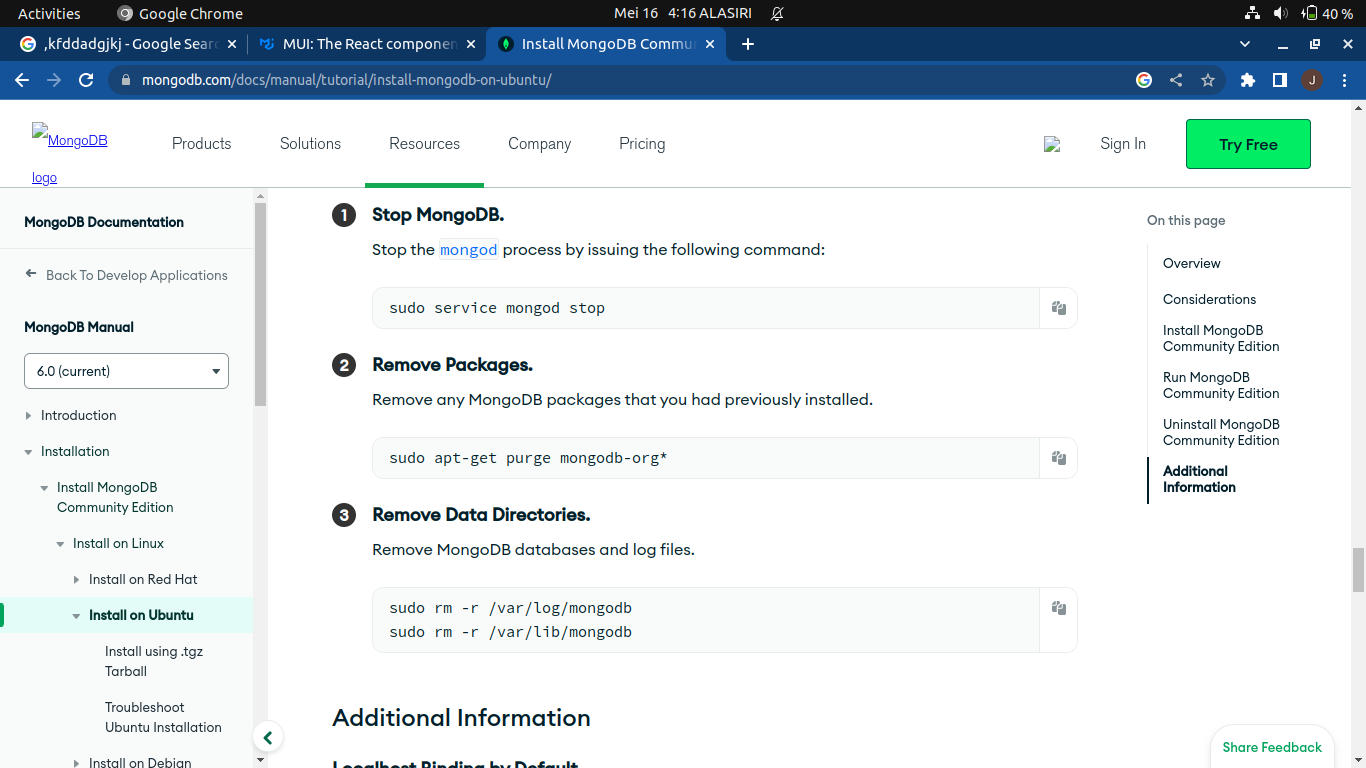 Activities
Google Chrome
Mei 16 4:16 ALASIRI
40 %
,kfddadgjkj - Google Sear
MUI: The React componen
Install MongoDB Commu
mongodb.com/docs/manual/tutorial/install-mongodb-on-ubuntu/
J
MongoDB
logo
Products
Solutions
Resources
Company
Pricing
Sign In
Try Free
MongoDB Documentation
Back To Develop Applications
MongoDB Manual
6.0 (current)
Introduction
Installation
Install MongoDB
Community Edition
Install on Linux
Install on Red Hat
Install on Ubuntu
Install using .tgz
Tarball
Troubleshoot
Ubuntu Installation
Install on Debian
1 Stop MongoDB.
Stop the mongod process by issuing the following command:
sudo service mongod stop
2 Remove Packages.
Remove any MongoDB packages that you had previously installed.
sudo apt-get purge mongodb-org*
3 Remove Data Directories.
Remove MongoDB databases and log files.
sudo rm -r /var/log/mongodb
sudo rm -r /var/lib/mongodb
Additional Information
Localhost Binding by Default
On this page
Overview
Considerations
Install MongoDB
Community Edition
Run MongoDB
Community Edition
Uninstall MongoDB
Community Edition
Additional
Information
Share Feedback